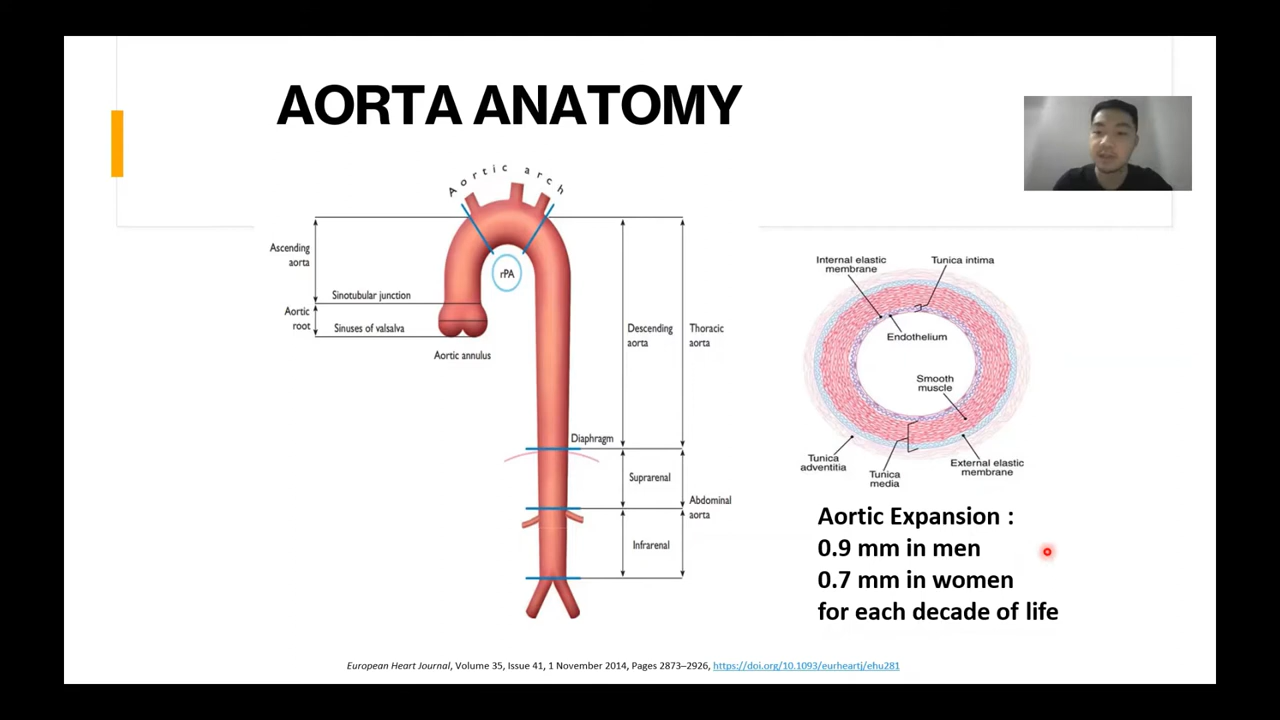 AORTA ANATOMY
Aortic arch
Ascending
aorta
rPA
Sinotubular junction
Aortic
root
Sinuses of valsalva
Aortic annulus
Descending
aorta
Thoracic
aorta
Diaphragm
Suprarenal
Abdominal
aorta
Infrarenal
Internal elastic
membrane
Tunica intima
Endothelium
Smooth
muscle
Tunica
adventitia
Tunica
media
External elastic
membrane
Aortic Expansion :
0.9 mm in men
0.7 mm in women
for each decade of life
European Heart Journal, Volume 35, Issue 41, 1 November 2014, Pages 2873–2926, https://doi.org/10.1093/eurheartj/ehu281